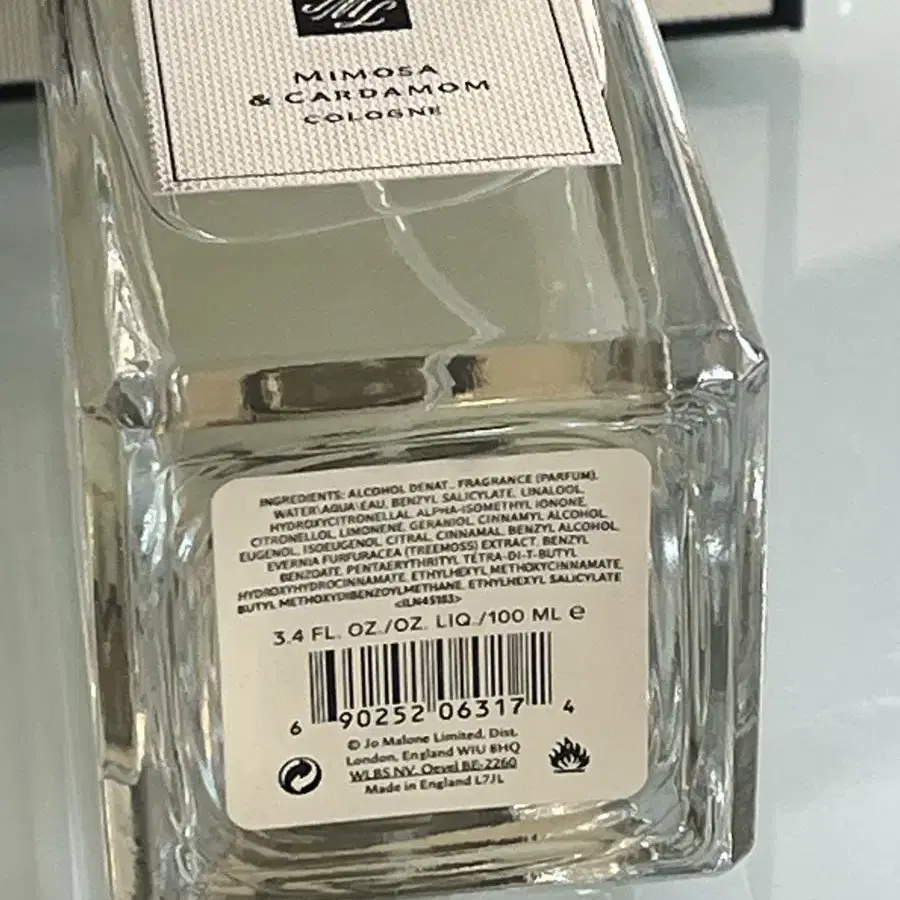 MIMOSA
& CARDAMOM
COLOGNE
INGREDIENTS: ALCOHOL DENAT., FRAGRANCE (PARFUM),
WATER\AQUA\EAU, BENZYL SALICYLATE, LINALOOL,
HYDROXYCITRONELLAL, ALPHA-ISOMETHYL IONONE,
CITRONELLOL, LIMONENE, GERANIOL, CINNAMYL ALCOHOL,
EUGENOL, ISOEUGENOL, CITRAL, CINNAMAL, BENZYL ALCOHOL,
EVERNIA FURFURACEA (TREEMOSS) EXTRACT, BENZYL
BENZOATE, PENTAERYTHRITYL TETRA-DI-T-BUTYL
HYDROXYHYDROCINNAMATE, ETHYLHEXYL METHOXYCINNAMATE,
BUTYL METHOXYDIBENZOYLMETHANE, ETHYLHEXYL SALICYLATE
<ILN45183>
3.4 FL. OZ./OZ. LIQ./100 ML e
6 90252 06317 4
© Jo Malone Limited, Dist.
London, England W1U 8HQ
WLBS NV, Oevel BE-2260
Made in England L7JL